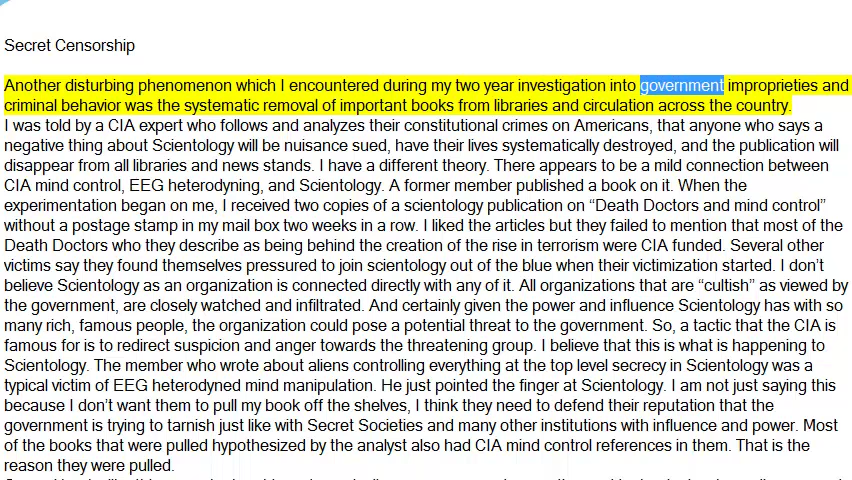 Secret Censorship
Another disturbing phenomenon which I encountered during my two year investigation into government improprieties and
criminal behavior was the systematic removal of important books from libraries and circulation across the country.
I was told by a CIA expert who follows and analyzes their constitutional crimes on Americans, that anyone who says a
negative thing about Scientology will be nuisance sued, have their lives systematically destroyed, and the publication will
disappear from all libraries and news stands. I have a different theory. There appears to be a mild connection between
CIA mind control, EEG heterodyning, and Scientology. A former member published a book on it. When the
experimentation began on me, I received two copies of a scientology publication on “Death Doctors and mind control”
without a postage stamp in my mail box two weeks in a row. I liked the articles but they failed to mention that most of the
Death Doctors who they describe as being behind the creation of the rise in terrorism were CIA funded. Several other
victims say they found themselves pressured to join scientology out of the blue when their victimization started. I don’t
believe Scientology as an organization is connected directly with any of it. All organizations that are “cultish” as viewed by
the government, are closely watched and infiltrated. And certainly given the power and influence Scientology has with so
many rich, famous people, the organization could pose a potential threat to the government. So, a tactic that the CIA is
famous for is to redirect suspicion and anger towards the threatening group. I believe that this is what is happening to
Scientology. The member who wrote about aliens controlling everything at the top level secrecy in Scientology was a
typical victim of EEG heterodyned mind manipulation. He just pointed the finger at Scientology. I am not just saying this
because I don’t want them to pull my book off the shelves, I think they need to defend their reputation that the
government is trying to tarnish just like with Secret Societies and many other institutions with influence and power. Most
of the books that were pulled hypothesized by the analyst also had CIA mind control references in them. That is the
reason they were pulled.